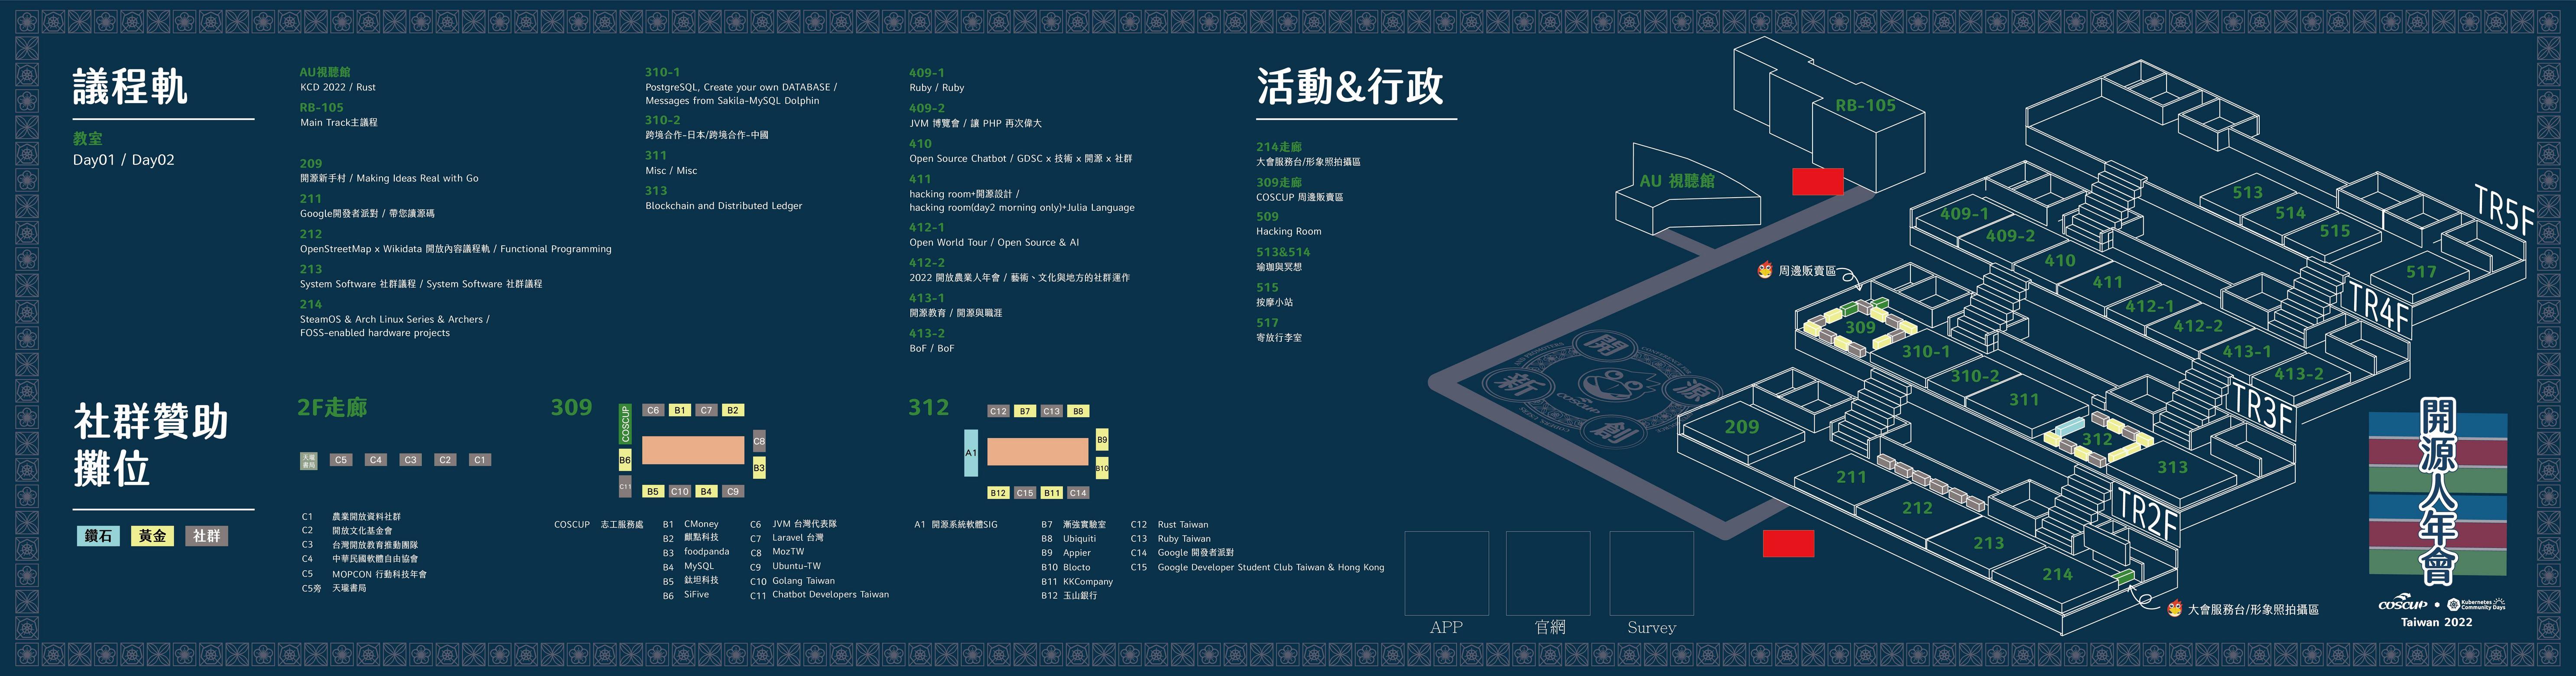 議程軌
教室
Day01 / Day02
AU視聽館
KCD 2022 / Rust
RB-105
Main Track主議程
209
開源新手村 / Making Ideas Real with Go
211
Google開發者派對 / 帶您讀源碼
212
OpenStreetMap x Wikidata 開放內容議程軌 / Functional Programming
213
System Software 社群議程 / System Software 社群議程
214
SteamOS & Arch Linux Series & Archers /
FOSS-enabled hardware projects
310-1
PostgreSQL, Create your own DATABASE /
Messages from Sakila-MySQL Dolphin
310-2
跨境合作-日本/跨境合作-中國
311
Misc / Misc
313
Blockchain and Distributed Ledger
409-1
Ruby / Ruby
409-2
JVM 博覽會 / 讓 PHP 再次偉大
410
Open Source Chatbot / GDSC x 技術 x 開源 x 社群
411
hacking room+開源設計 /
hacking room(day2 morning only)+Julia Language
412-1
Open World Tour / Open Source & AI
412-2
2022 開放農業人年會 / 藝術、文化與地方的社群運作
413-1
開源教育 / 開源與職涯
413-2
BoF / BoF
活動&行政
214走廊
大會服務台/形象照拍攝區
309走廊
COSCUP 周邊販賣區
509
Hacking Room
513&514
瑜珈與冥想
515
按摩小站
517
寄放行李室
社群贊助
攤位
鑽石 黃金 社群
2F走廊
天瓏書局 C5 C4 C3 C2 C1
C1 農業開放資料社群
C2 開放文化基金會
C3 台灣開放教育推動團隊
C4 中華民國軟體自由協會
C5 MOPCON 行動科技年會
C5旁 天瓏書局
309
COSCUP
C6 B1 C7 B2
B6
C11
C8
B3
B5 C10 B4 C9
COSCUP 志工服務處
B1 CMoney
B2 麒點科技
B3 foodpanda
B4 MySQL
B5 鈦坦科技
B6 SiFive
C6 JVM 台灣代表隊
C7 Laravel 台灣
C8 MozTW
C9 Ubuntu-TW
C10 Golang Taiwan
C11 Chatbot Developers Taiwan
312
C12 B7 C13 B8
A1
B9
B10
B12 C15 B11 C14
A1 開源系統軟體SIG
B7 漸強實驗室
B8 Ubiquiti
B9 Appier
B10 Blocto
B11 KKCompany
B12 玉山銀行
C12 Rust Taiwan
C13 Ruby Taiwan
C14 Google 開發者派對
C15 Google Developer Student Club Taiwan & Hong Kong
APP
官網
Survey
RB-105
AU 視聽館
周邊販賣區
開
源
新
創
COSCUP
513
514
515
517
TR5F
409-1
409-2
410
411
412-1
412-2
413-1
413-2
TR4F
309
310-1
310-2
311
312
313
TR3F
209
211
212
213
214
TR2F
大會服務台/形象照拍攝區
開源人年會
COSCUP • Kubernetes Community Days
Taiwan 2022